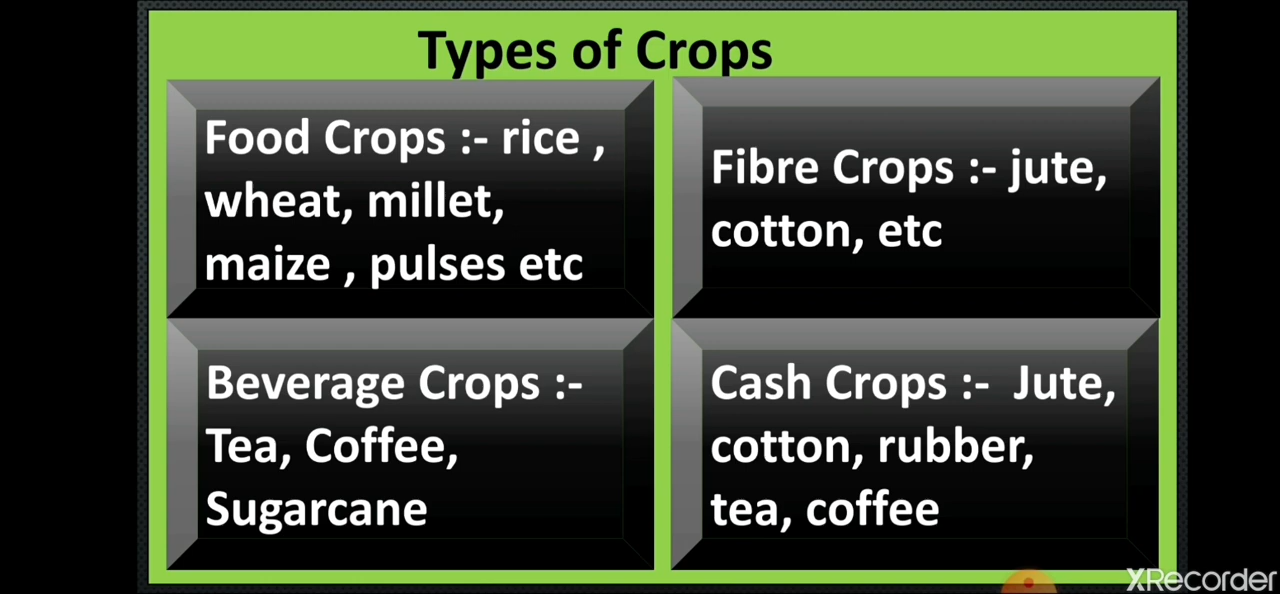 Types of Crops
Food Crops :- rice ,
wheat, millet,
maize , pulses etc
Fibre Crops :- jute,
cotton, etc
Beverage Crops :-
Tea, Coffee,
Sugarcane
Cash Crops :- Jute,
cotton, rubber,
tea, coffee
XRecorder